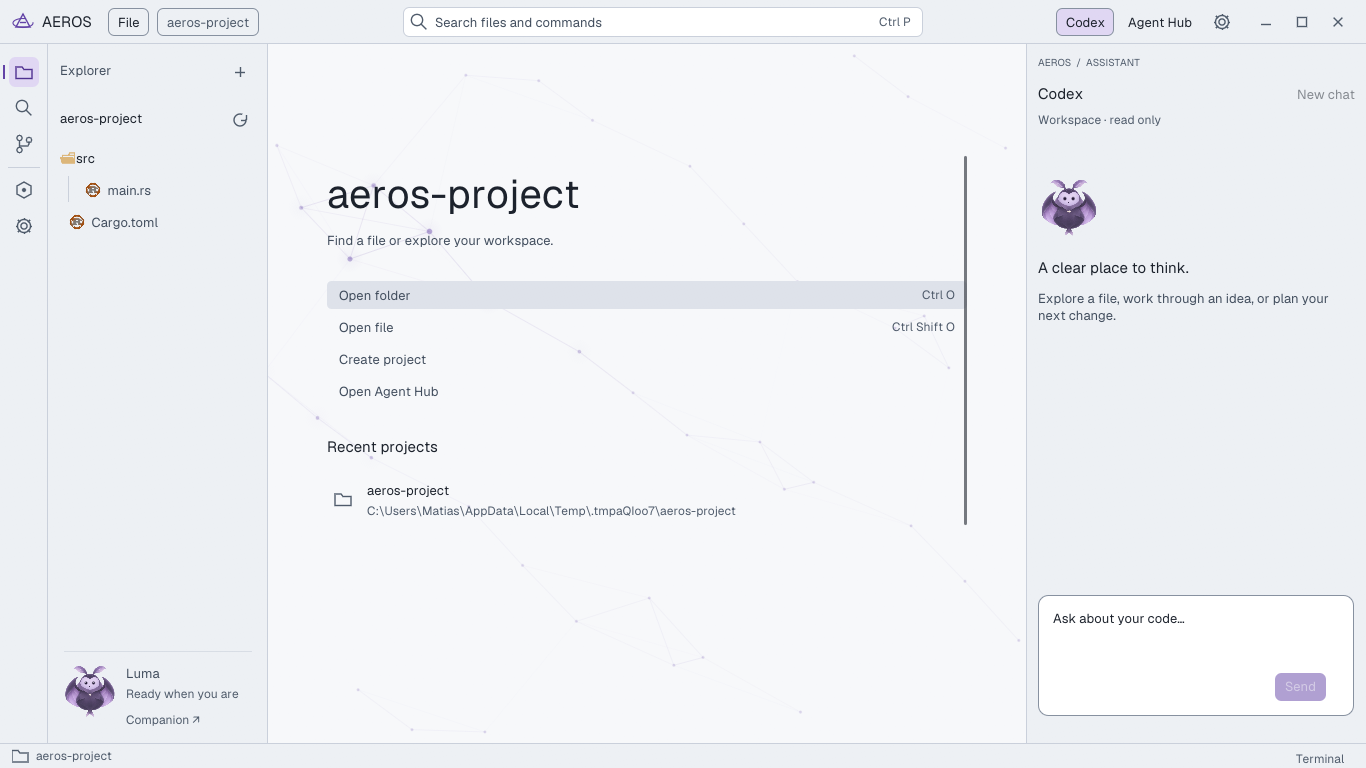 AEROS
File
aeros-project
Search files and commands
Ctrl P
Codex
Agent Hub
Explorer
aeros-project
src
main.rs
Cargo.toml
Luma
Ready when you are
Companion ↗
aeros-project
Find a file or explore your workspace.
Open folder
Ctrl O
Open file
Ctrl Shift O
Create project
Open Agent Hub
Recent projects
aeros-project
C:\Users\Matias\AppData\Local\Temp\.tmpaQIoo7\aeros-project
AEROS / ASSISTANT
Codex
New chat
Workspace · read only
A clear place to think.
Explore a file, work through an idea, or plan your
next change.
Ask about your code…
Send
aeros-project
Terminal